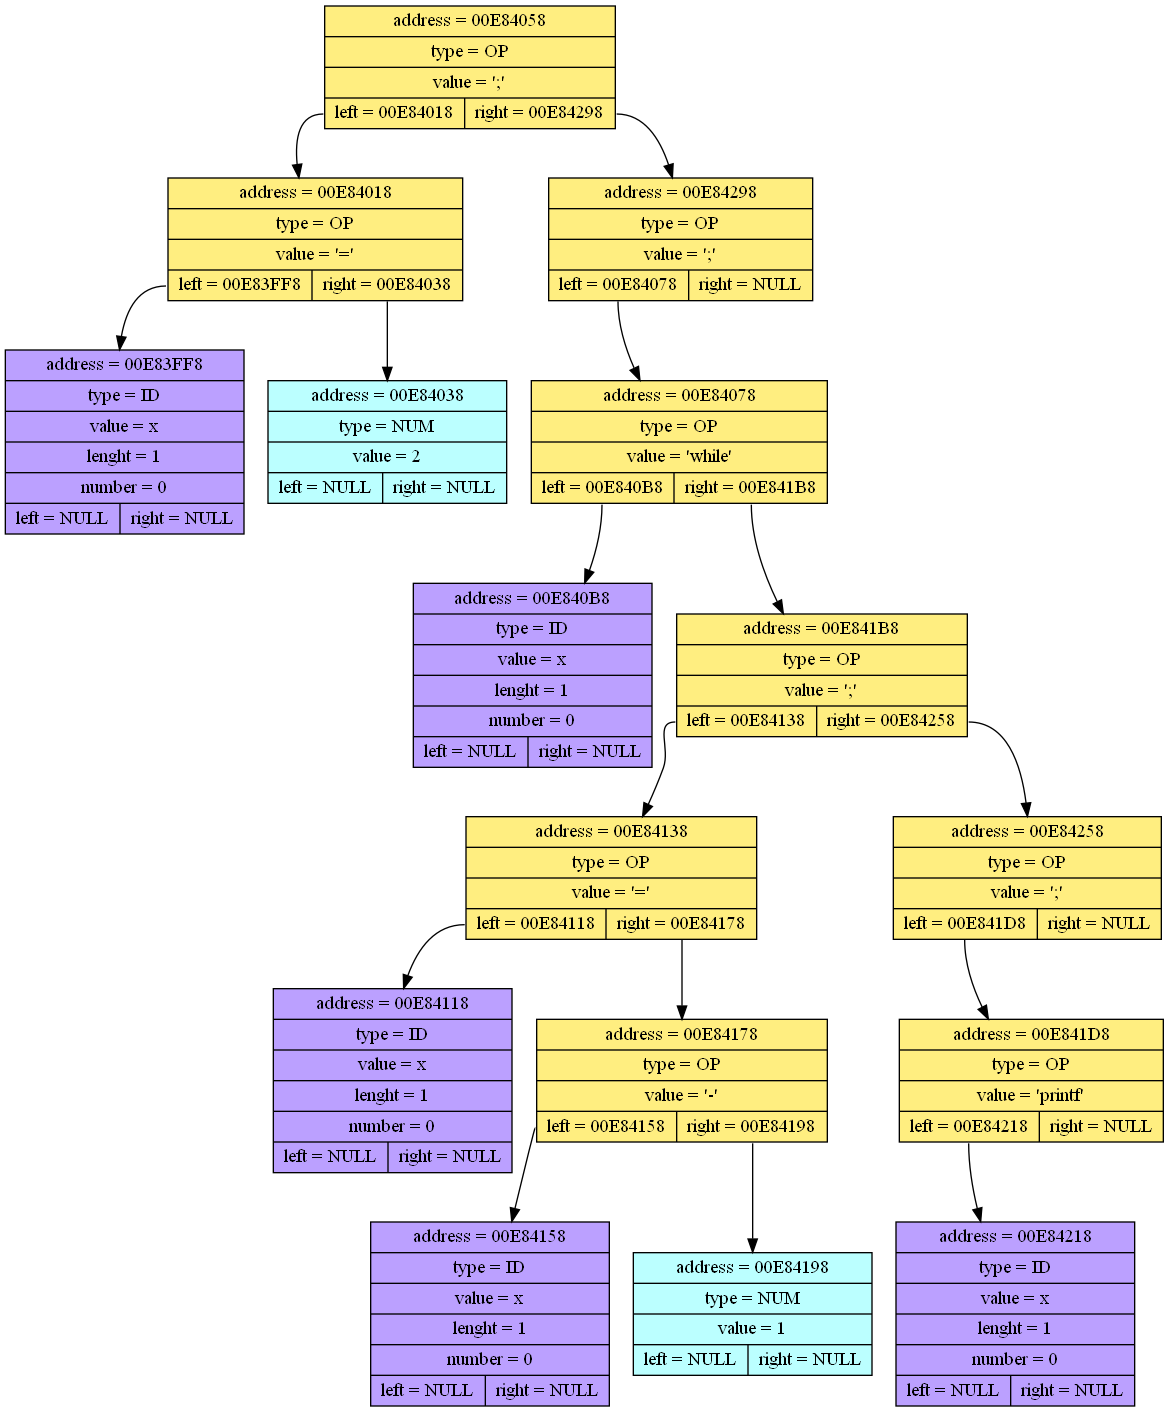 address = 00E84058
type = OP
value = ';'
left = 00E84018 right = 00E84298
address = 00E84018
type = OP
value = '='
left = 00E83FF8 right = 00E84038
address = 00E84298
type = OP
value = ';'
left = 00E84078 right = NULL
address = 00E83FF8
type = ID
value = x
lenght = 1
number = 0
left = NULL right = NULL
address = 00E84038
type = NUM
value = 2
left = NULL right = NULL
address = 00E84078
type = OP
value = 'while'
left = 00E840B8 right = 00E841B8
address = 00E840B8
type = ID
value = x
lenght = 1
number = 0
left = NULL right = NULL
address = 00E841B8
type = OP
value = ';'
left = 00E84138 right = 00E84258
address = 00E84138
type = OP
value = '='
left = 00E84118 right = 00E84178
address = 00E84258
type = OP
value = ';'
left = 00E841D8 right = NULL
address = 00E84118
type = ID
value = x
lenght = 1
number = 0
left = NULL right = NULL
address = 00E84178
type = OP
value = '-'
left = 00E84158 right = 00E84198
address = 00E841D8
type = OP
value = 'printf'
left = 00E84218 right = NULL
address = 00E84158
type = ID
value = x
lenght = 1
number = 0
left = NULL right = NULL
address = 00E84198
type = NUM
value = 1
left = NULL right = NULL
address = 00E84218
type = ID
value = x
lenght = 1
number = 0
left = NULL right = NULL